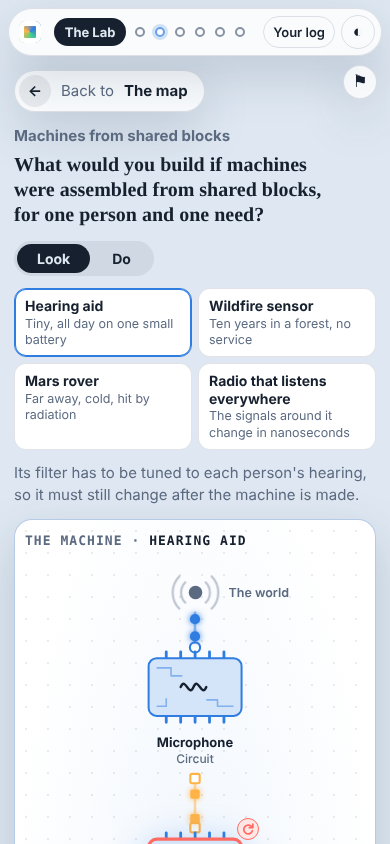 The Lab
Your log
Back to The map
Machines from shared blocks
What would you build if machines
were assembled from shared blocks,
for one person and one need?
Look
Do
Hearing aid
Tiny, all day on one small
battery
Wildfire sensor
Ten years in a forest, no
service
Mars rover
Far away, cold, hit by
radiation
Radio that listens
everywhere
The signals around it
change in nanoseconds
Its filter has to be tuned to each person's hearing,
so it must still change after the machine is made.
THE MACHINE · HEARING AID
The world
Microphone
Circuit